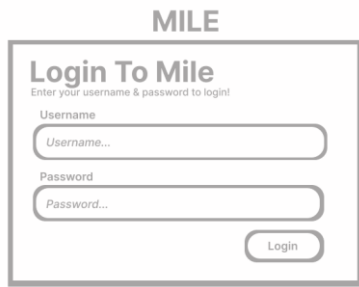 MILE
Login To Mile
Enter your username & password to login!
Username
Username...
Password
Password...
Login